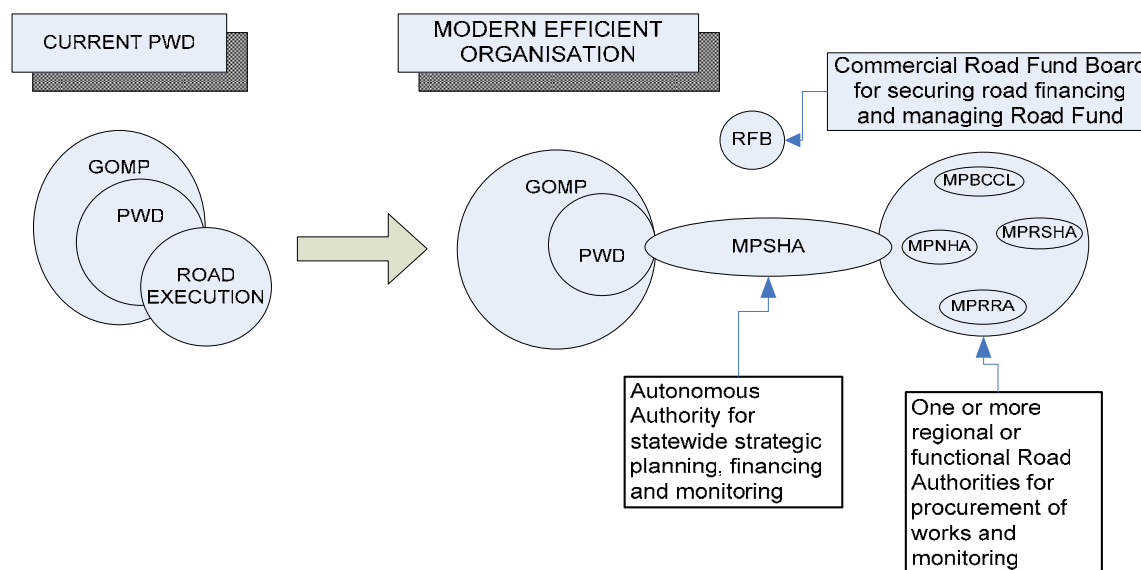 CURRENT PWD
MODERN EFFICIENT
ORGANISATION
Commercial Road Fund Board
for securing road financing
and managing Road Fund
RFB
GOMP
PWD
ROAD
EXECUTION
GOMP
PWD
MPSHA
MPBCCL
MPRSHA
MPNHA
MPRRA
Autonomous
Authority for
statewide strategic
planning, financing
and monitoring
One or more
regional or
functional Road
Authorities for
procurement of
works and
monitoring